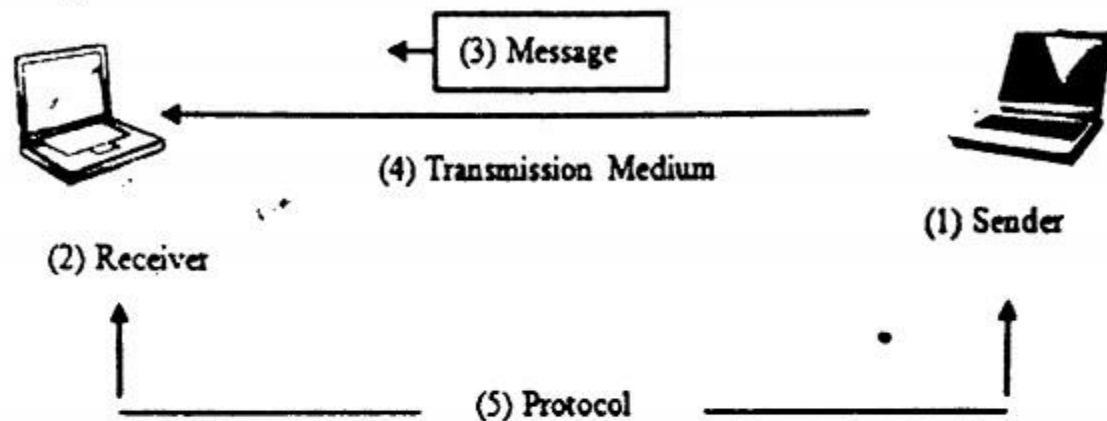 (3) Message
(4) Transmission Medium
(1) Sender
(2) Receiver
(5) Protocol